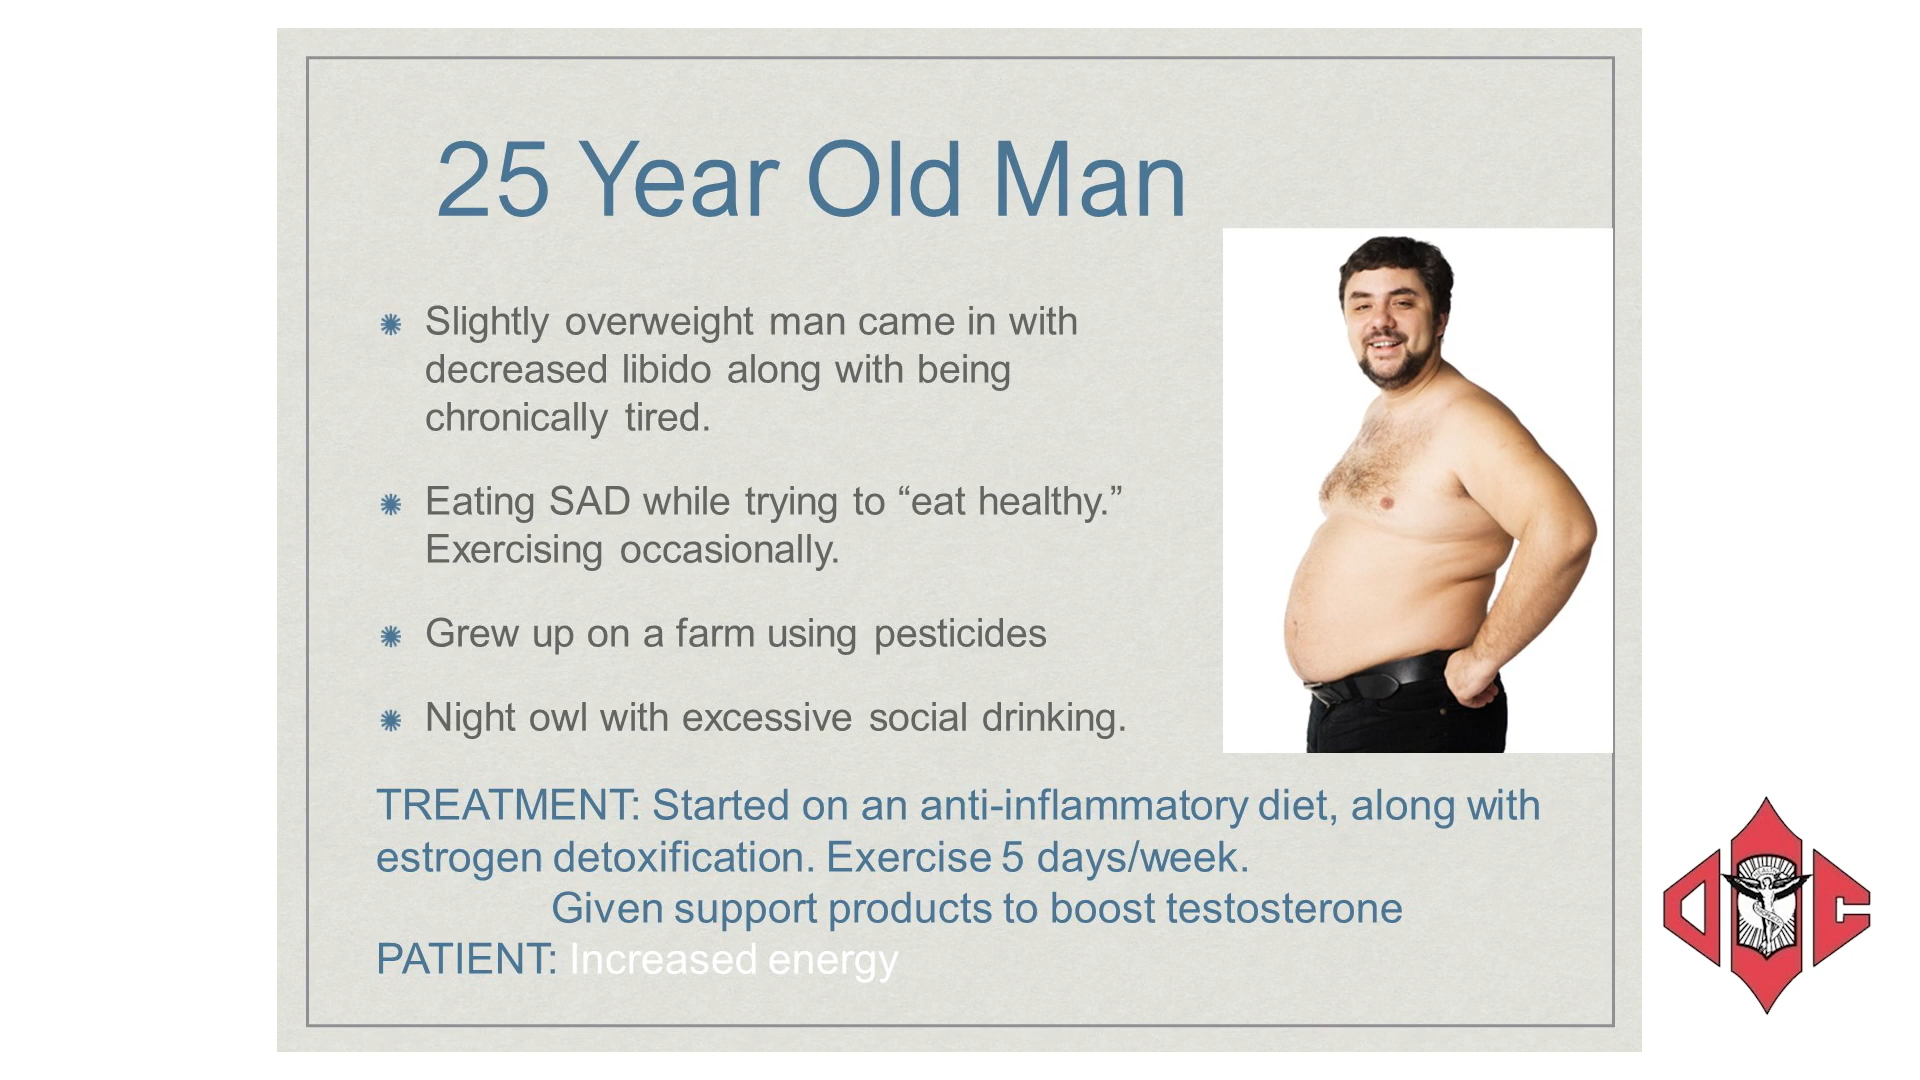 25 Year Old Man
Slightly overweight man came in with
decreased libido along with being
chronically tired.
Eating SAD while trying to “eat healthy.”
Exercising occasionally.
Grew up on a farm using pesticides
Night owl with excessive social drinking.
TREATMENT: Started on an anti-inflammatory diet, along with
estrogen detoxification. Exercise 5 days/week.
Given support products to boost testosterone
PATIENT: Increased energy